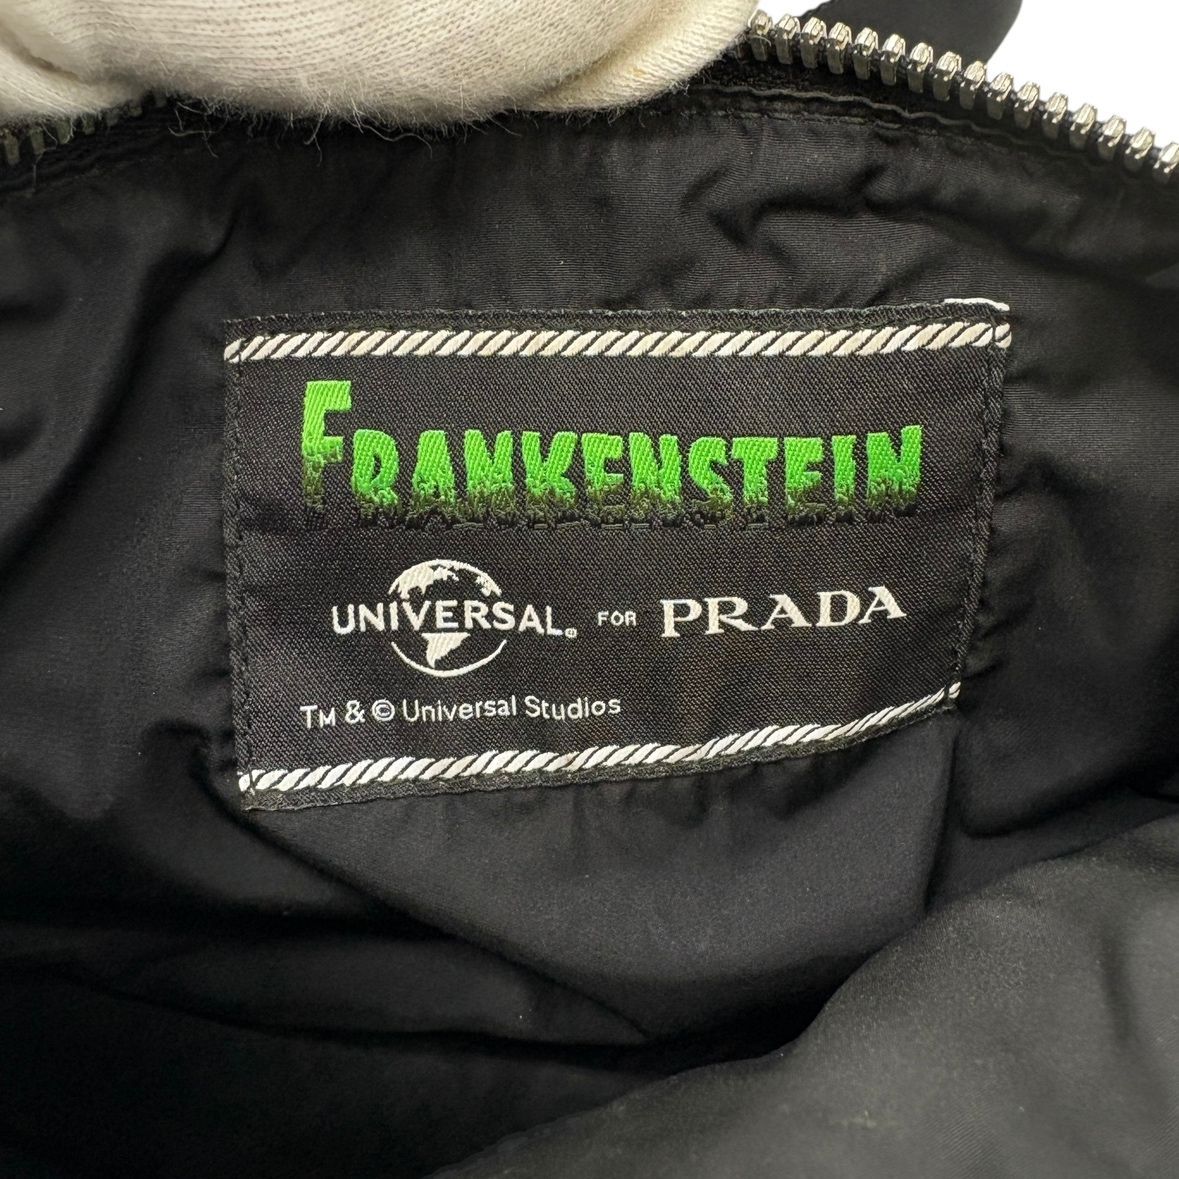 FRANKENSTEIN
UNIVERSAL® FOR PRADA
TM & © Universal Studios